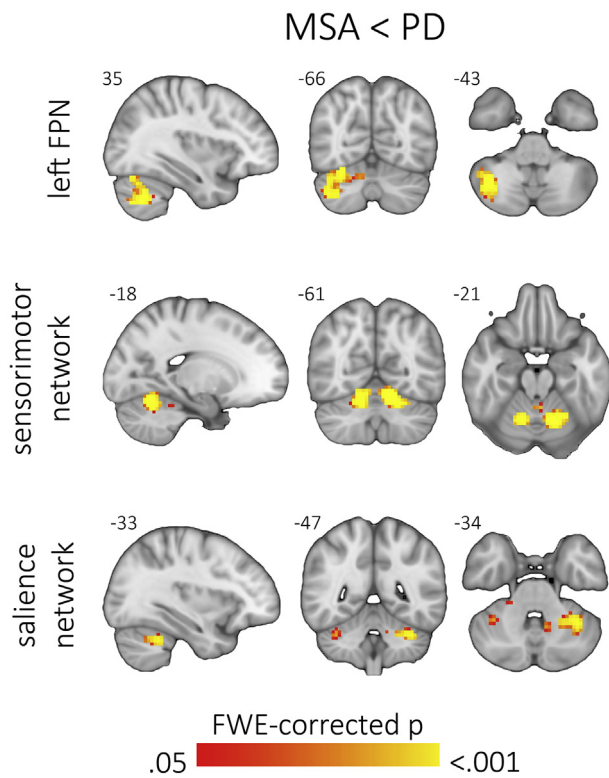 MSA < PD
35 -66 -43
left FPN
-18 -61 -21
sensorimotor
network
-33 -47 -34
salience
network
FWE-corrected p
.05 <.001